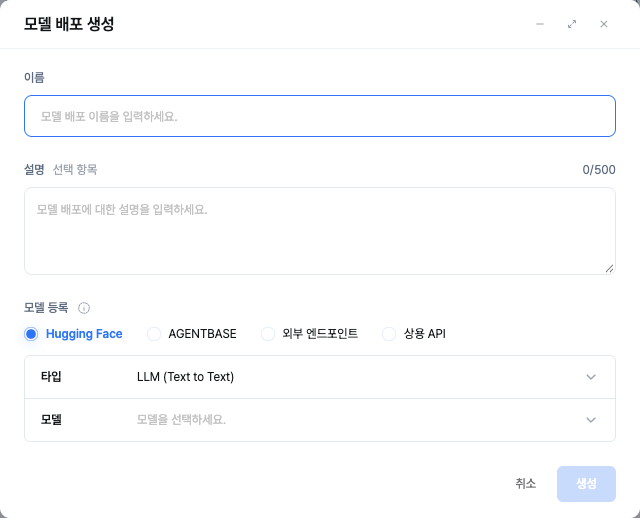 모델 배포 생성
이름
모델 배포 이름을 입력하세요.
설명 선택 항목 0/500
모델 배포에 대한 설명을 입력하세요.
모델 등록
Hugging Face AGENTBASE 외부 엔드포인트 상용 API
타입 LLM (Text to Text)
모델 모델을 선택하세요.
취소 생성